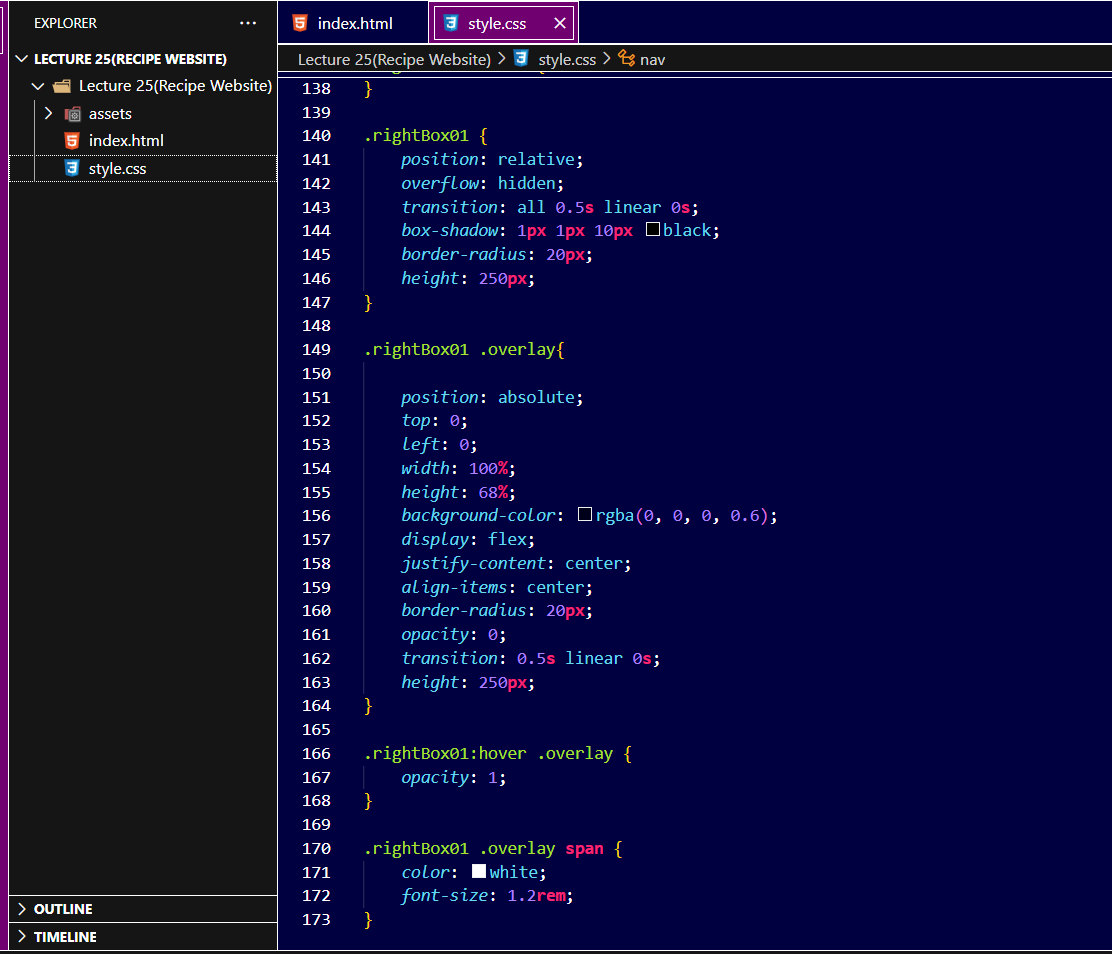 EXPLORER ...
LECTURE 25(RECIPE WEBSITE)
Lecture 25(Recipe Website)
assets
index.html
style.css
OUTLINE
TIMELINE
index.html style.css
Lecture 25(Recipe Website) > style.css > nav
138 }
139
140 .rightBox01 {
141 position: relative;
142 overflow: hidden;
143 transition: all 0.5s linear 0s;
144 box-shadow: 1px 1px 10px black;
145 border-radius: 20px;
146 height: 250px;
147 }
148
149 .rightBox01 .overlay{
150
151 position: absolute;
152 top: 0;
153 left: 0;
154 width: 100%;
155 height: 68%;
156 background-color: rgba(0, 0, 0, 0.6);
157 display: flex;
158 justify-content: center;
159 align-items: center;
160 border-radius: 20px;
161 opacity: 0;
162 transition: 0.5s linear 0s;
163 height: 250px;
164 }
165
166 .rightBox01:hover .overlay {
167 opacity: 1;
168 }
169
170 .rightBox01 .overlay span {
171 color: white;
172 font-size: 1.2rem;
173 }